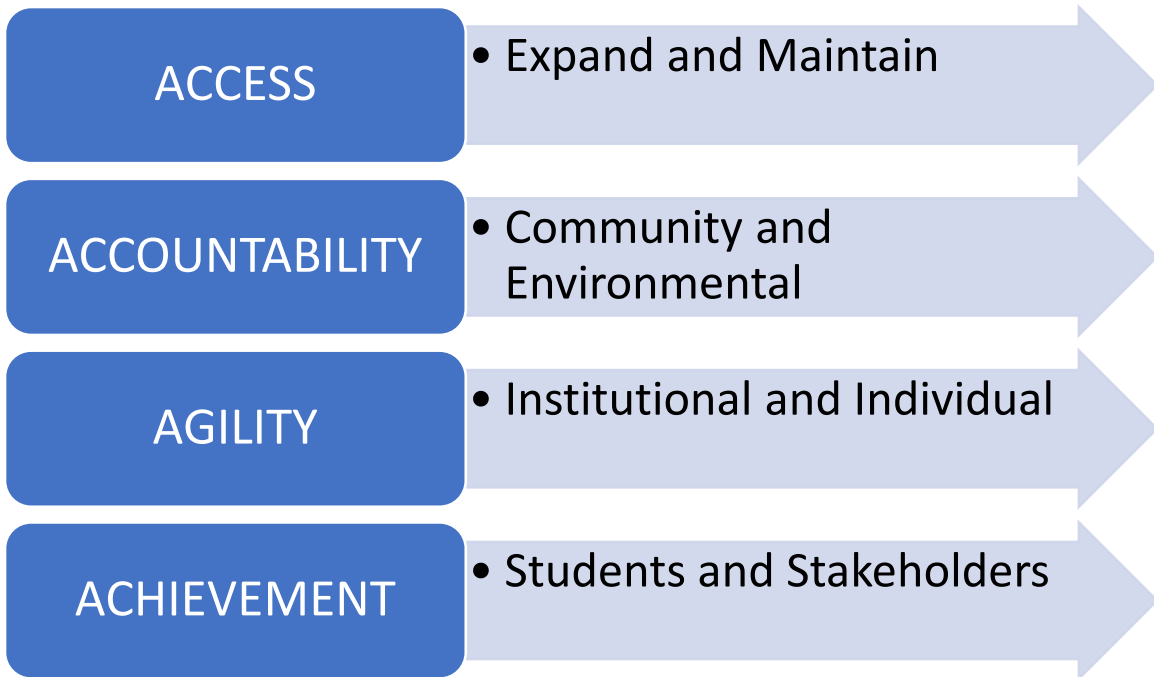 ACCESS
• Expand and Maintain
ACCOUNTABILITY
• Community and
Environmental
AGILITY
• Institutional and Individual
ACHIEVEMENT
• Students and Stakeholders